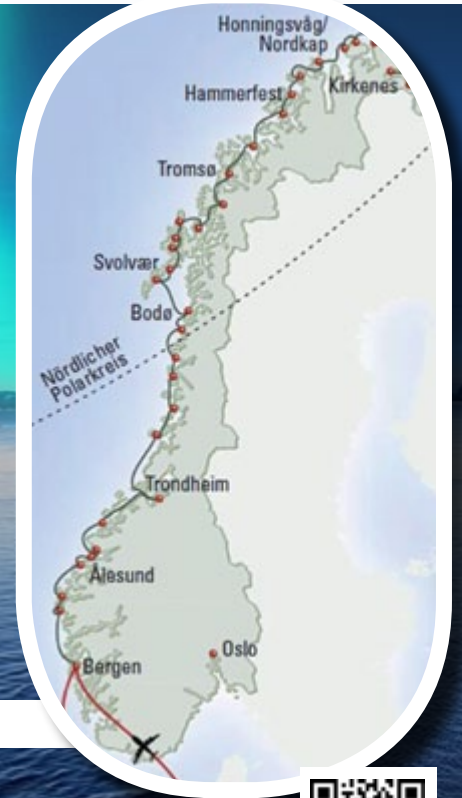 Honningsvåg/
Nordkap
Hammerfest
Kirkenes
Tromsø
Svolvær
Bodø
Nördlicher
Polarkreis
Trondheim
Ålesund
Oslo
Bergen